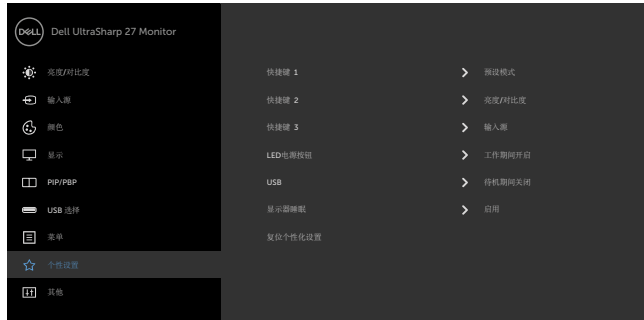 DELL Dell UltraSharp 27 Monitor
亮度/对比度 快捷键 1 预设模式
输入源 快捷键 2 亮度/对比度
颜色 快捷键 3 输入源
显示 LED电源按钮 工作期间开启
PIP/PBP USB 待机期间关闭
USB 选择 显示器睡眠 启用
菜单 复位个性化设置
个性设置
其他